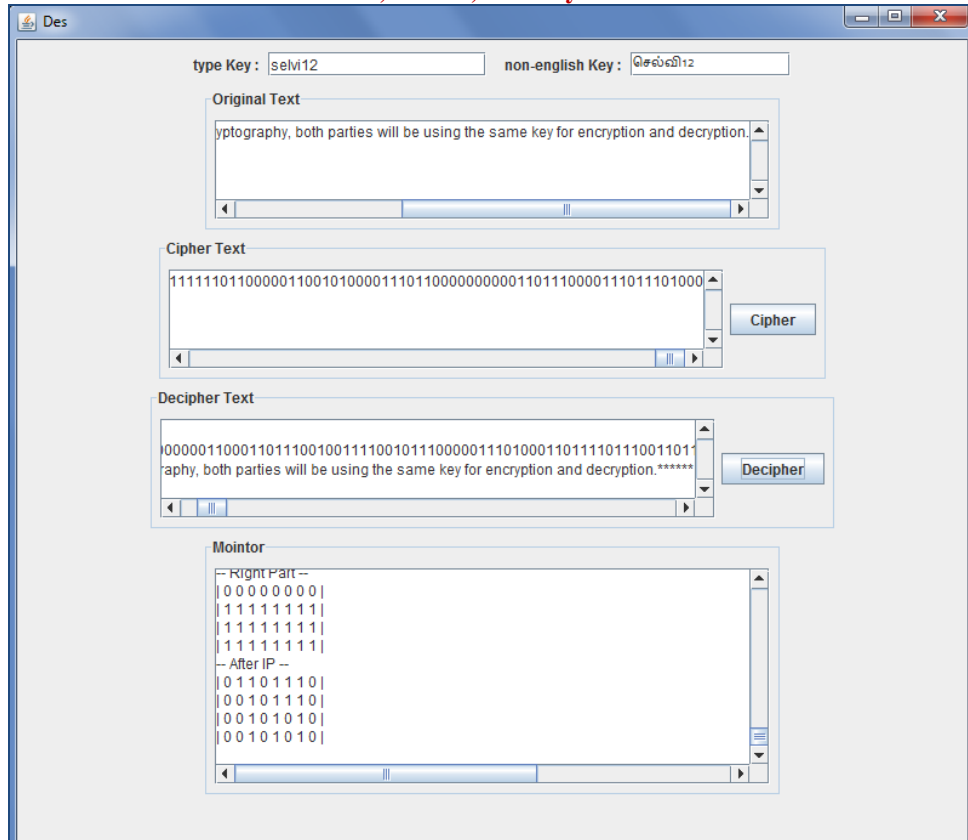 Des
type Key : selvi12 non-english Key : செல்வி12
Original Text
yptography, both parties will be using the same key for encryption and decryption.
Cipher Text
Cipher
Decipher Text
raphy, both parties will be using the same key for encryption and decryption.******
Decipher
Mointor
-- Right Part --
|0 0 0 0 0 0 0 0|
|1 1 1 1 1 1 1 1|
|1 1 1 1 1 1 1 1|
|1 1 1 1 1 1 1 1|
-- After IP --
|0 1 1 0 1 1 1 0|
|0 0 1 0 1 1 1 0|
|0 0 1 0 1 0 1 0|
|0 0 1 0 1 0 1 0|